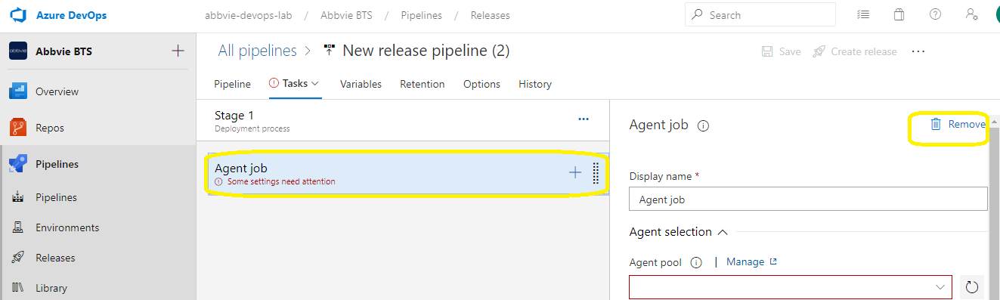 Azure DevOps
abbvie-devops-lab / Abbvie BTS / Pipelines / Releases
Search
abbvie
Abbvie BTS
All pipelines > New release pipeline (2)
Save
Create release
Pipeline
Tasks
Variables
Retention
Options
History
Overview
Repos
Pipelines
Pipelines
Environments
Releases
Library
Stage 1
Deployment process
Agent job
Some settings need attention
Agent job
Remove
Display name *
Agent job
Agent selection
Agent pool | Manage